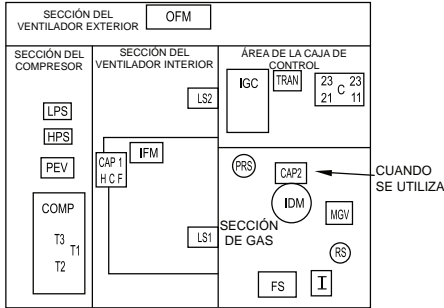 SECCIÓN DEL
VENTILADOR EXTERIOR
OFM
SECCIÓN DEL
COMPRESOR
LPS
HPS
PEV
COMP
T3
T1
T2
SECCIÓN DEL
VENTILADOR INTERIOR
LS2
IFM
CAP 1
H C F
LS1
ÁREA DE LA CAJA DE
CONTROL
IGC
TRAN
23 C 23
21 11
PRS
CAP2
CUANDO
SE UTILIZA
IDM
MGV
SECCIÓN
DE GAS
RS
FS
I